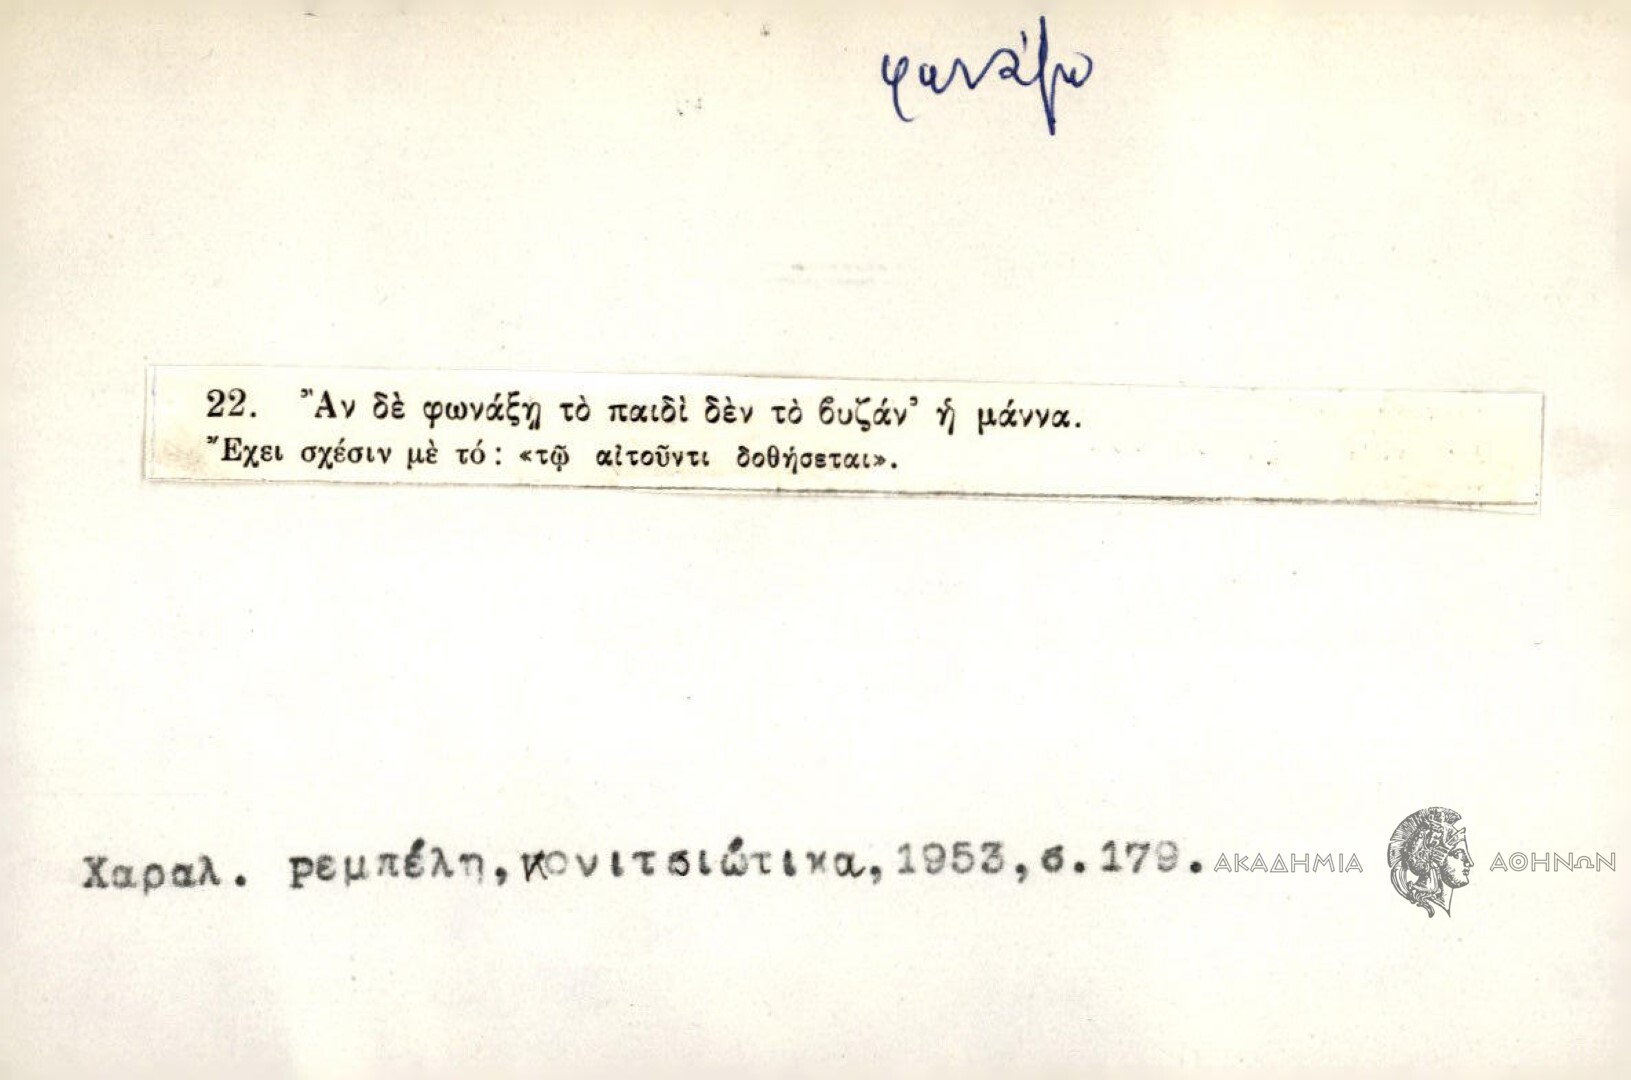 φωνάζω
22. Ἂν δὲ φωνάξῃ τὸ παιδὶ δὲν τὸ βυζάν' ἡ μάννα.
Ἔχει σχέσιν μὲ τό: «τῷ αἰτοῦντι δοθήσεται».
Χαραλ. Ρεμπέλη, Κονιτσιώτικα, 1953, σ. 179.
ΑΚΑΔΗΜΙΑ ΑΘΗΝΩΝ